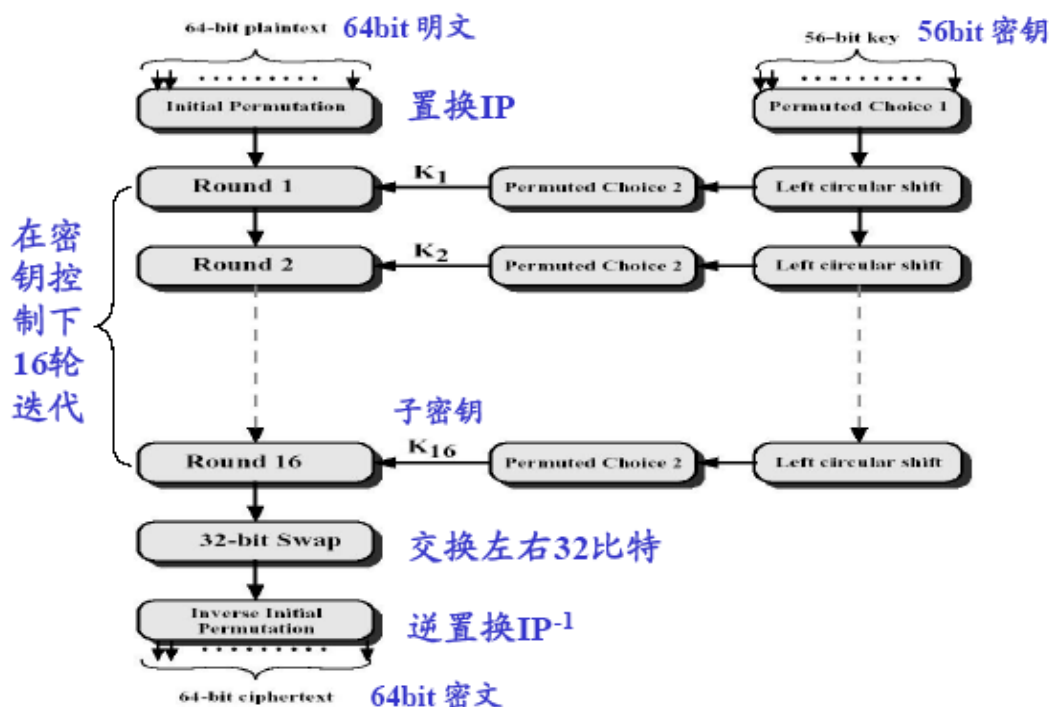 64-bit plaintext 64bit 明文
56-bit key 56bit 密钥
Initial Permutation
置换IP
Permuted Choice 1
Round 1
K1
Permuted Choice 2
Left circular shift
Round 2
K2
Permuted Choice 2
Left circular shift
在密
钥控
制下
16轮
迭代
子密钥
Round 16
K16
Permuted Choice 2
Left circular shift
32-bit Swap
交换左右32比特
Inverse Initial
Permutation
逆置换IP-1
64-bit ciphertext 64bit 密文